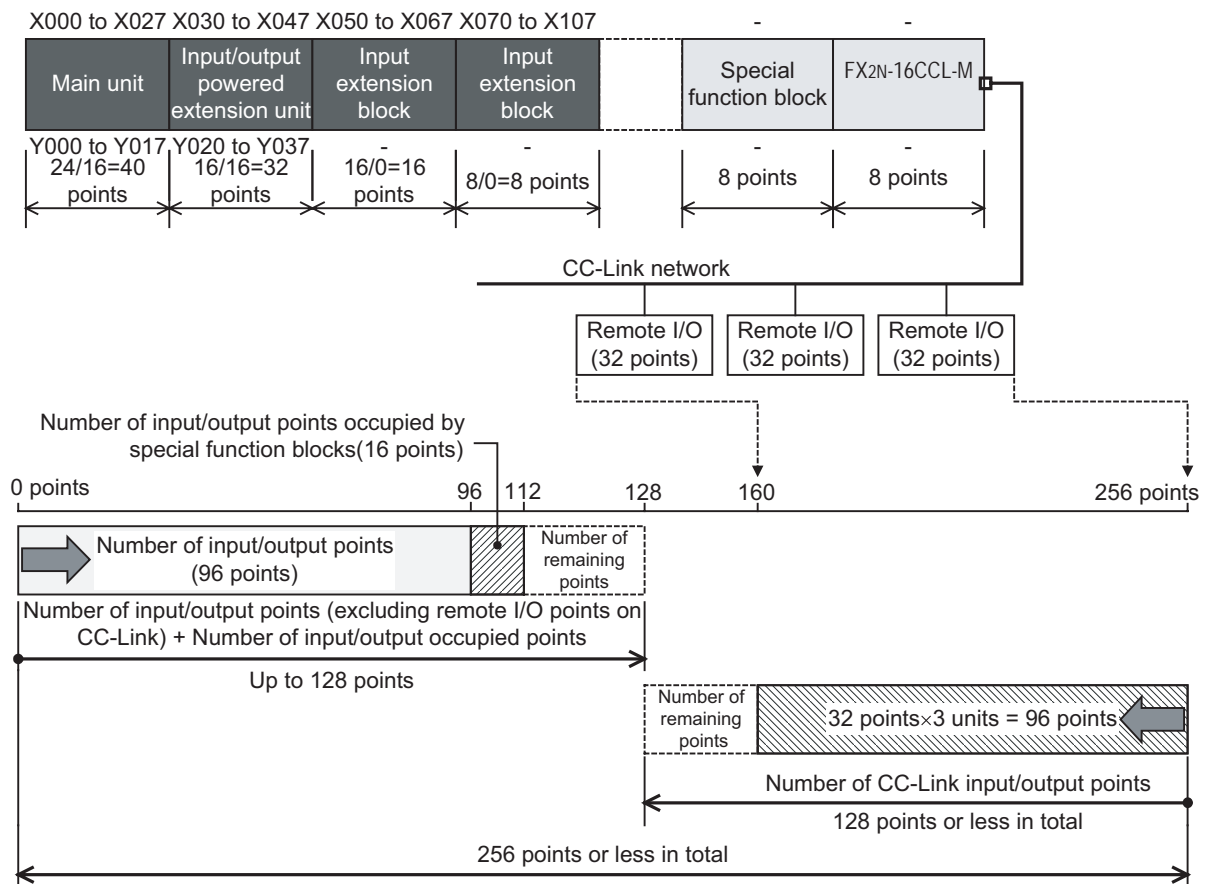 X000 to X027 X030 to X047 X050 to X067 X070 to X107 - -
Main unit
Input/output
powered
extension unit
Input
extension
block
Input
extension
block
Special
function block
FX2N-16CCL-M
Y000 to Y017 Y020 to Y037 - - - -
24/16=40
points
16/16=32
points
16/0=16
points
8/0=8 points
8 points
8 points
CC-Link network
Remote I/O
(32 points)
Remote I/O
(32 points)
Remote I/O
(32 points)
Number of input/output points occupied by
special function blocks(16 points)
0 points 96 112 128 160 256 points
Number of input/output points
(96 points)
Number of
remaining
points
Number of input/output points (excluding remote I/O points on
CC-Link) + Number of input/output occupied points
Up to 128 points
Number of
remaining
points
32 points×3 units = 96 points
Number of CC-Link input/output points
128 points or less in total
256 points or less in total